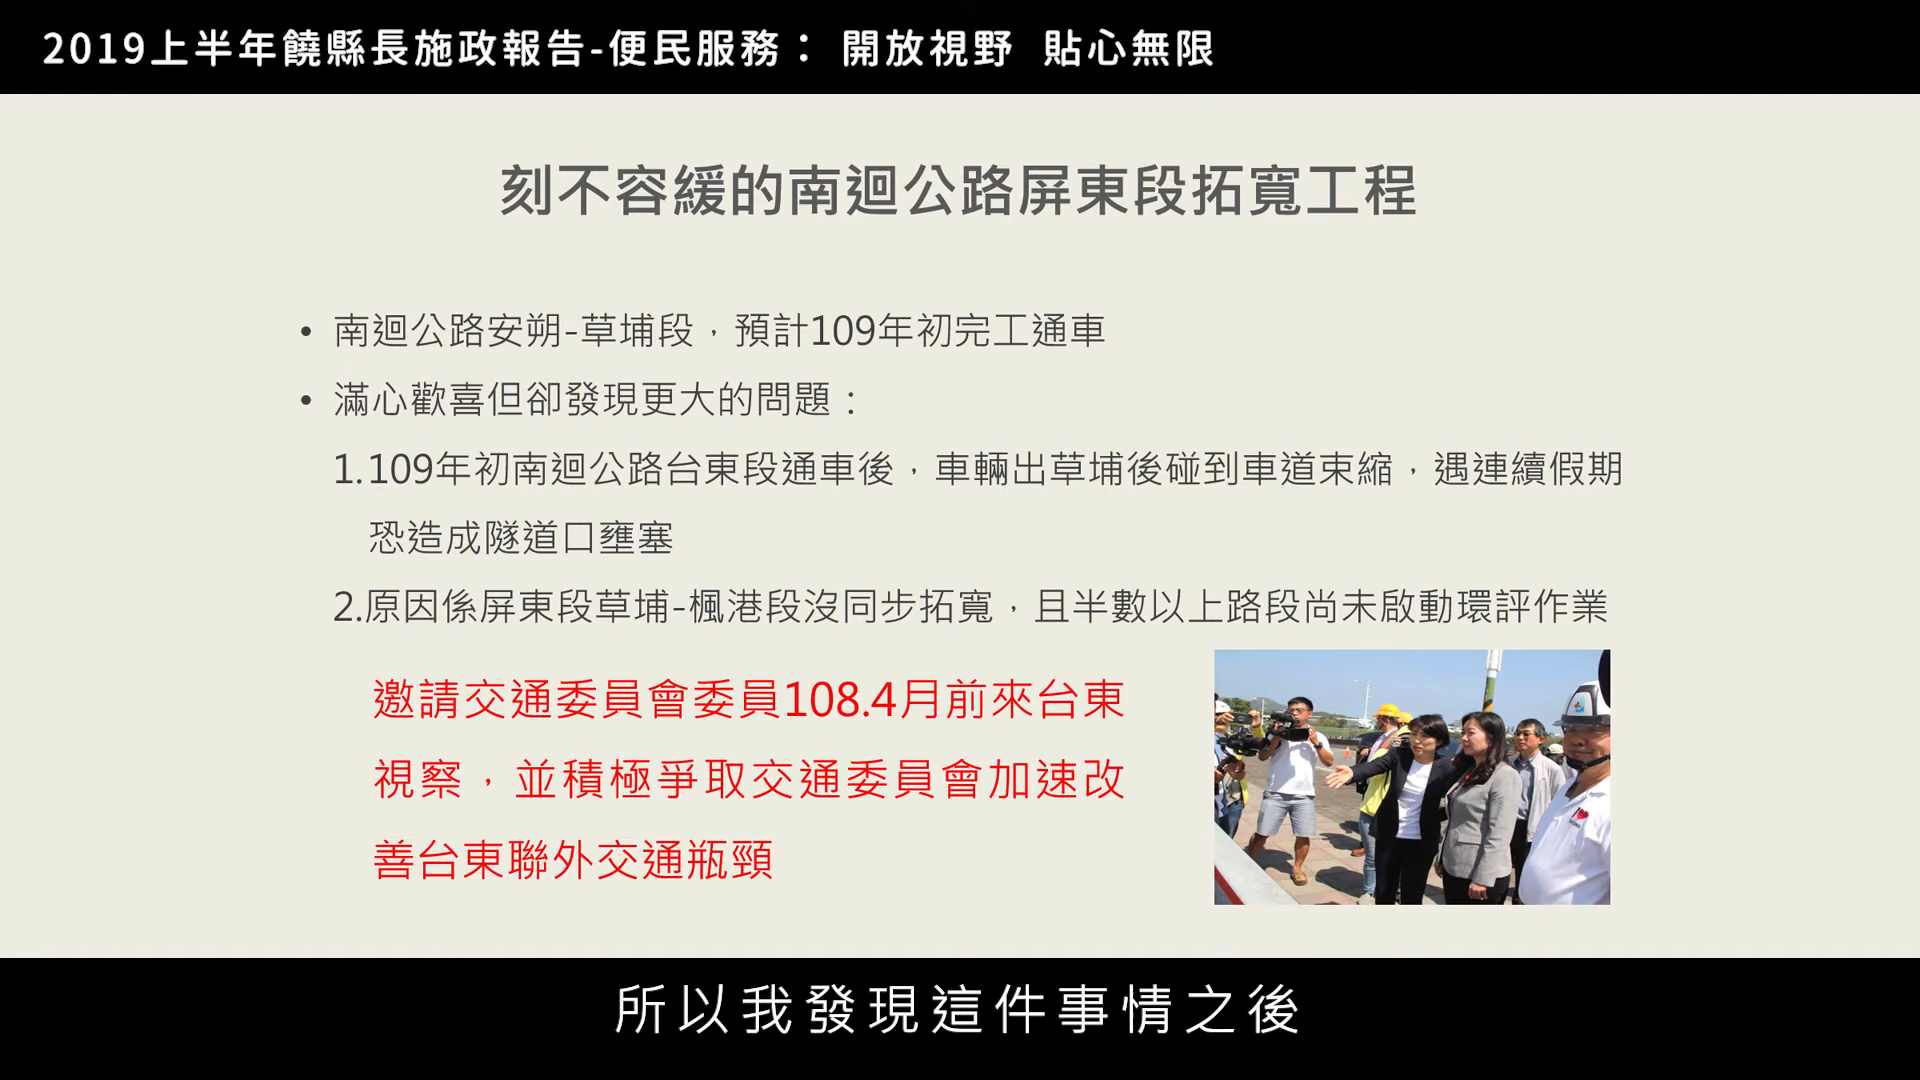 2019上半年饒縣長施政報告-便民服務： 開放視野 貼心無限
刻不容緩的南迴公路屏東段拓寬工程
• 南迴公路安朔-草埔段，預計109年初完工通車
• 滿心歡喜但卻發現更大的問題：
1.109年初南迴公路台東段通車後，車輛出草埔後碰到車道束縮，遇連續假期
恐造成隧道口壅塞
2.原因係屏東段草埔-楓港段沒同步拓寬，且半數以上路段尚未啟動環評作業
邀請交通委員會委員108.4月前來台東
視察，並積極爭取交通委員會加速改
善台東聯外交通瓶頸
所以我發現這件事情之後